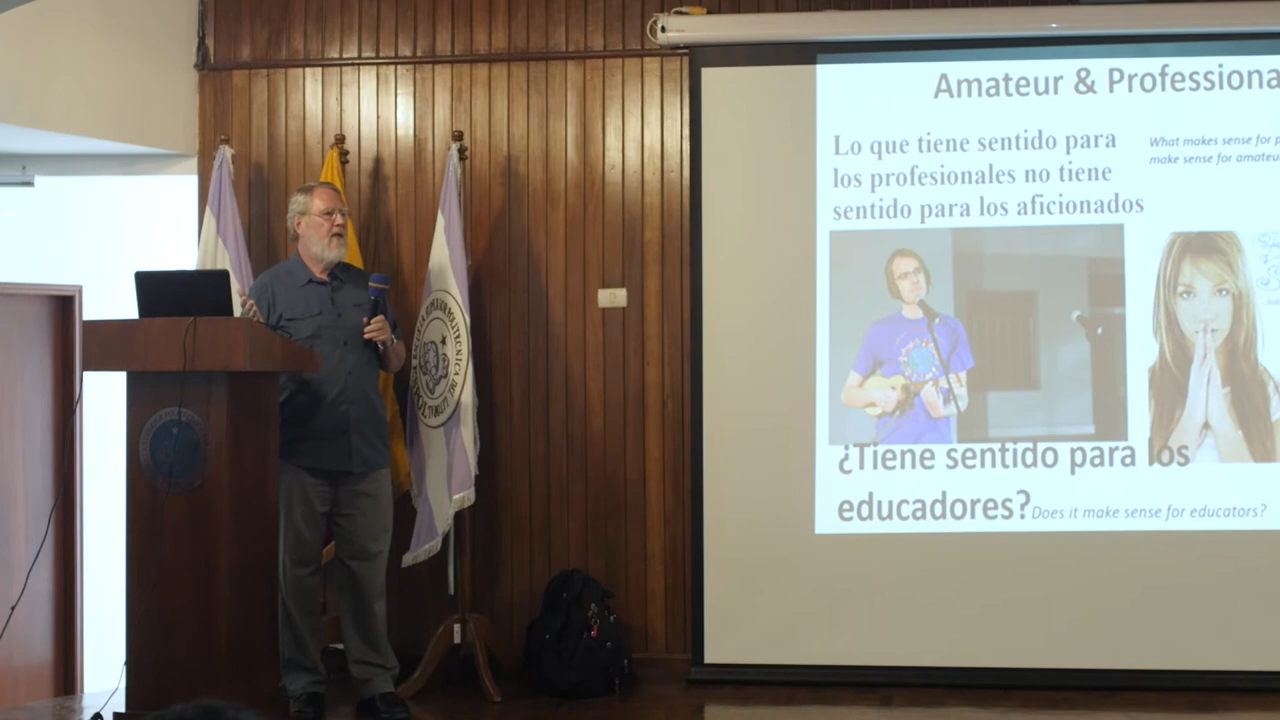 Amateur & Professiona
Lo que tiene sentido para
los profesionales no tiene
sentido para los aficionados
What makes sense for p
make sense for amateu
¿Tiene sentido para los
educadores?
Does it make sense for educators?